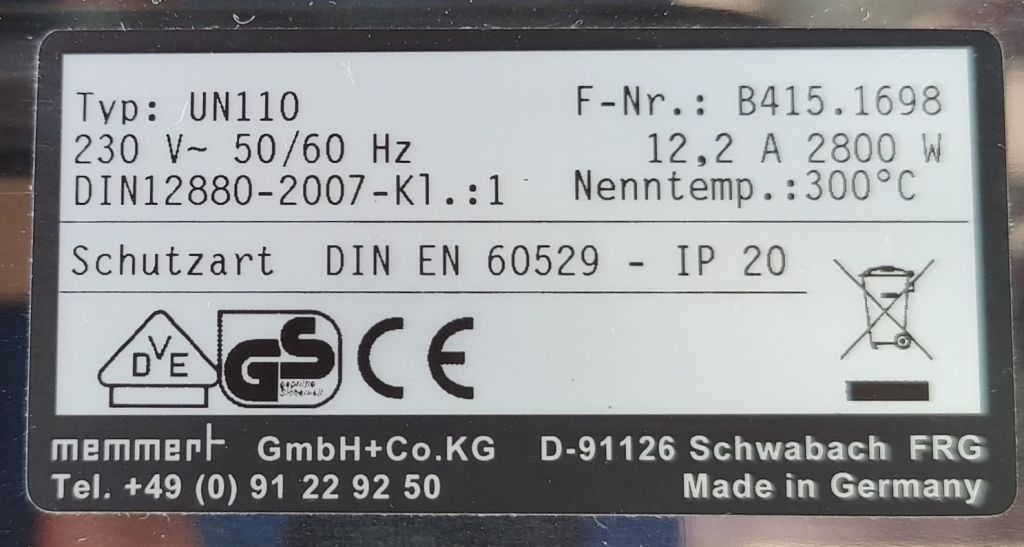 Typ: UN110 F-Nr.: B415.1698
230 V~ 50/60 Hz 12,2 A 2800 W
DIN12880-2007-Kl.:1 Nenntemp.:300°C
Schutzart DIN EN 60529 - IP 20
DVE
GS
geprüfte
Sicherheit
CE
memmert GmbH+Co.KG D-91126 Schwabach FRG
Tel. +49 (0) 91 22 92 50 Made in Germany